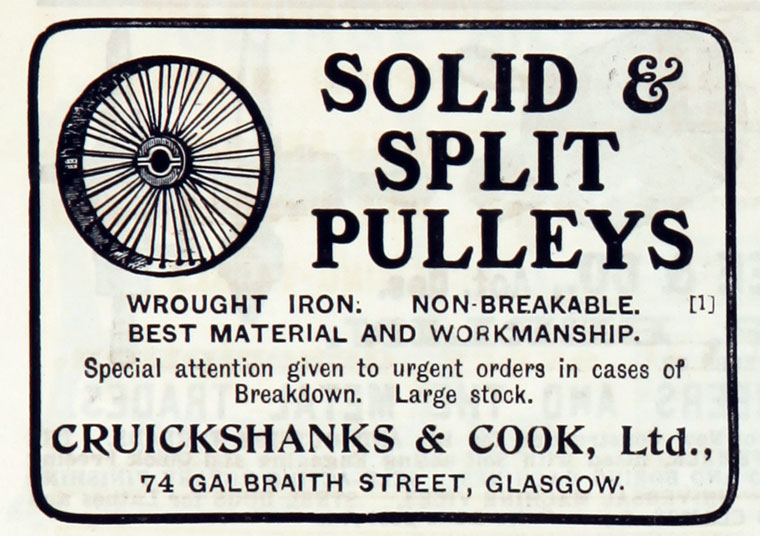 SOLID &
SPLIT
PULLEYS
WROUGHT IRON. NON-BREAKABLE. [1]
BEST MATERIAL AND WORKMANSHIP.
Special attention given to urgent orders in cases of
Breakdown. Large stock.
CRUICKSHANKS & COOK, Ltd.,
74 GALBRAITH STREET, GLASGOW.